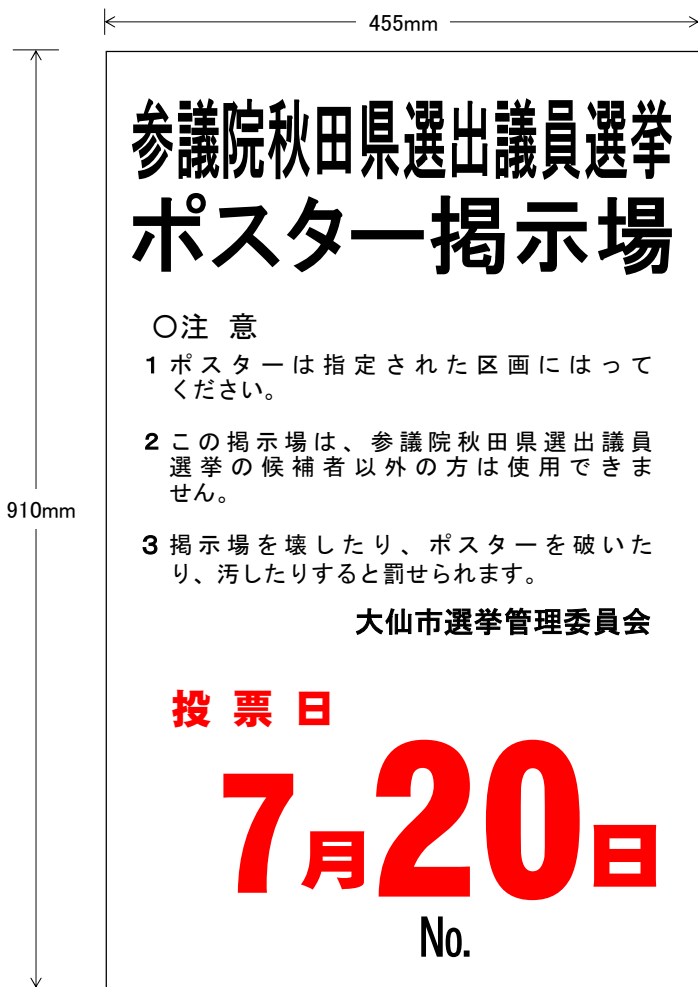 455mm
参議院秋田県選出議員選挙
ポスター掲示場
○注 意
1 ポスターは指定された区画にはって
ください。
2 この掲示場は、参議院秋田県選出議員
選挙の候補者以外の方は使用できま
せん。
910mm
3 掲示場を壊したり、ポスターを破いた
り、汚したりすると罰せられます。
大仙市選挙管理委員会
投票日
7月20日
No.